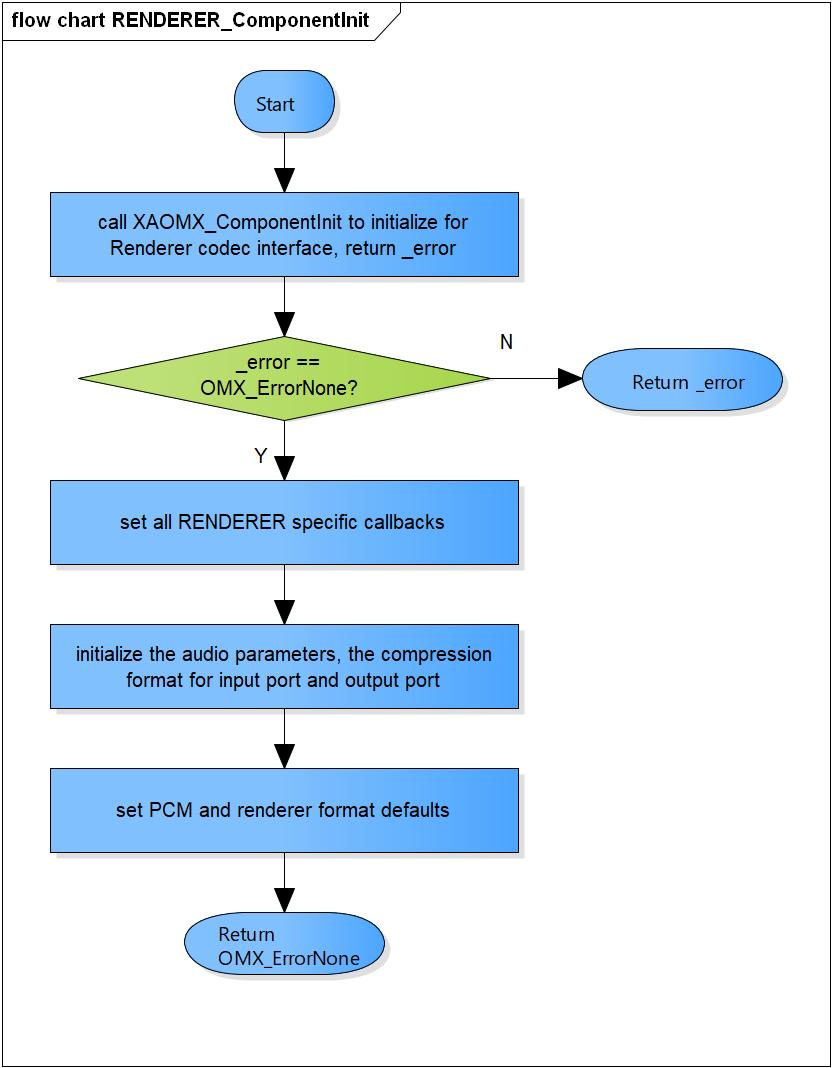 flow chart RENDERER_ComponentInit
Start
call XAOMX_ComponentInit to initialize for
Renderer codec interface, return _error
_error ==
OMX_ErrorNone?
N
Return _error
Y
set all RENDERER specific callbacks
initialize the audio parameters, the compression
format for input port and output port
set PCM and renderer format defaults
Return
OMX_ErrorNone